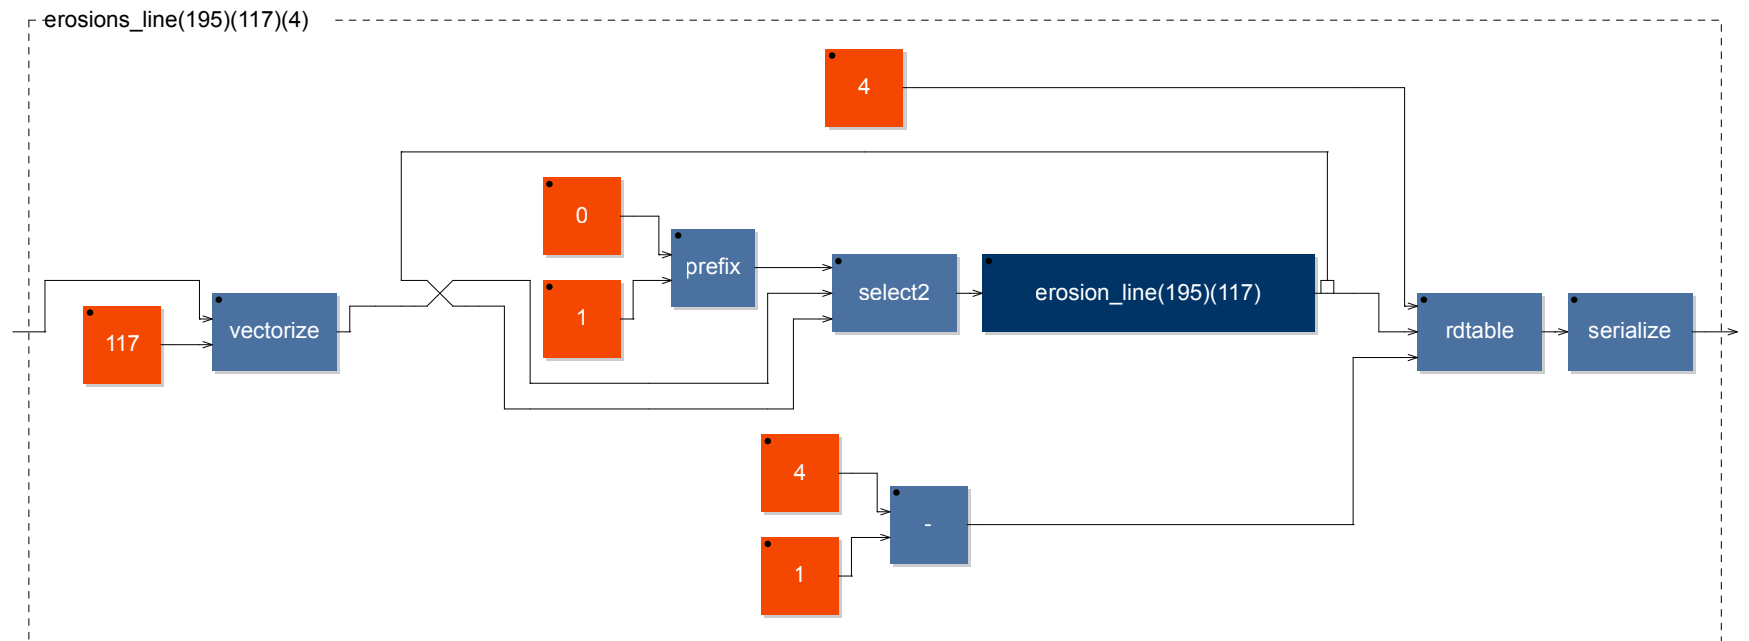 erosions_line(195)(117)(4)
4
0
prefix
1
select2
erosion_line(195)(117)
117
vectorize
rdtable
serialize
4
-
1